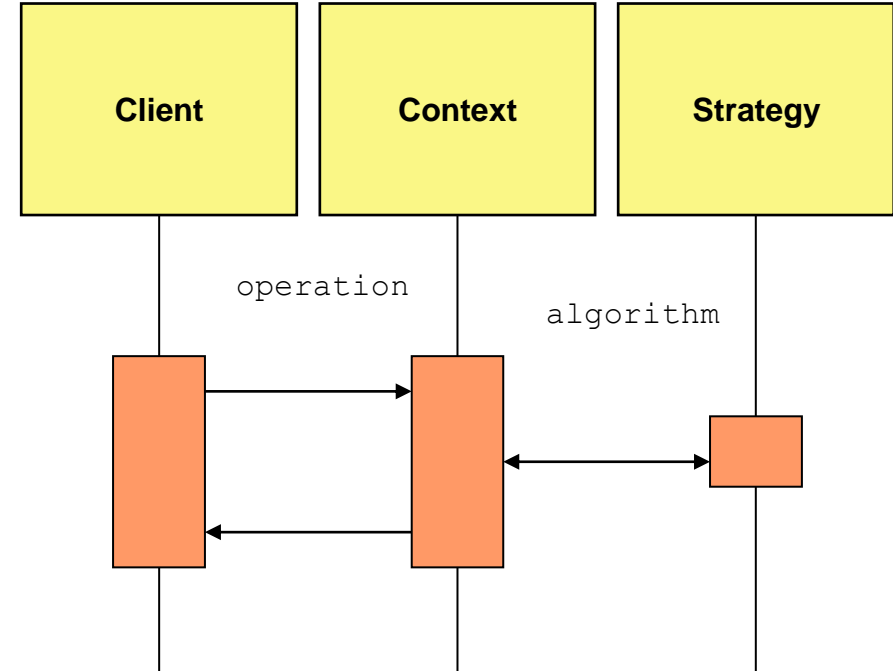 Client
Context
Strategy
operation
algorithm